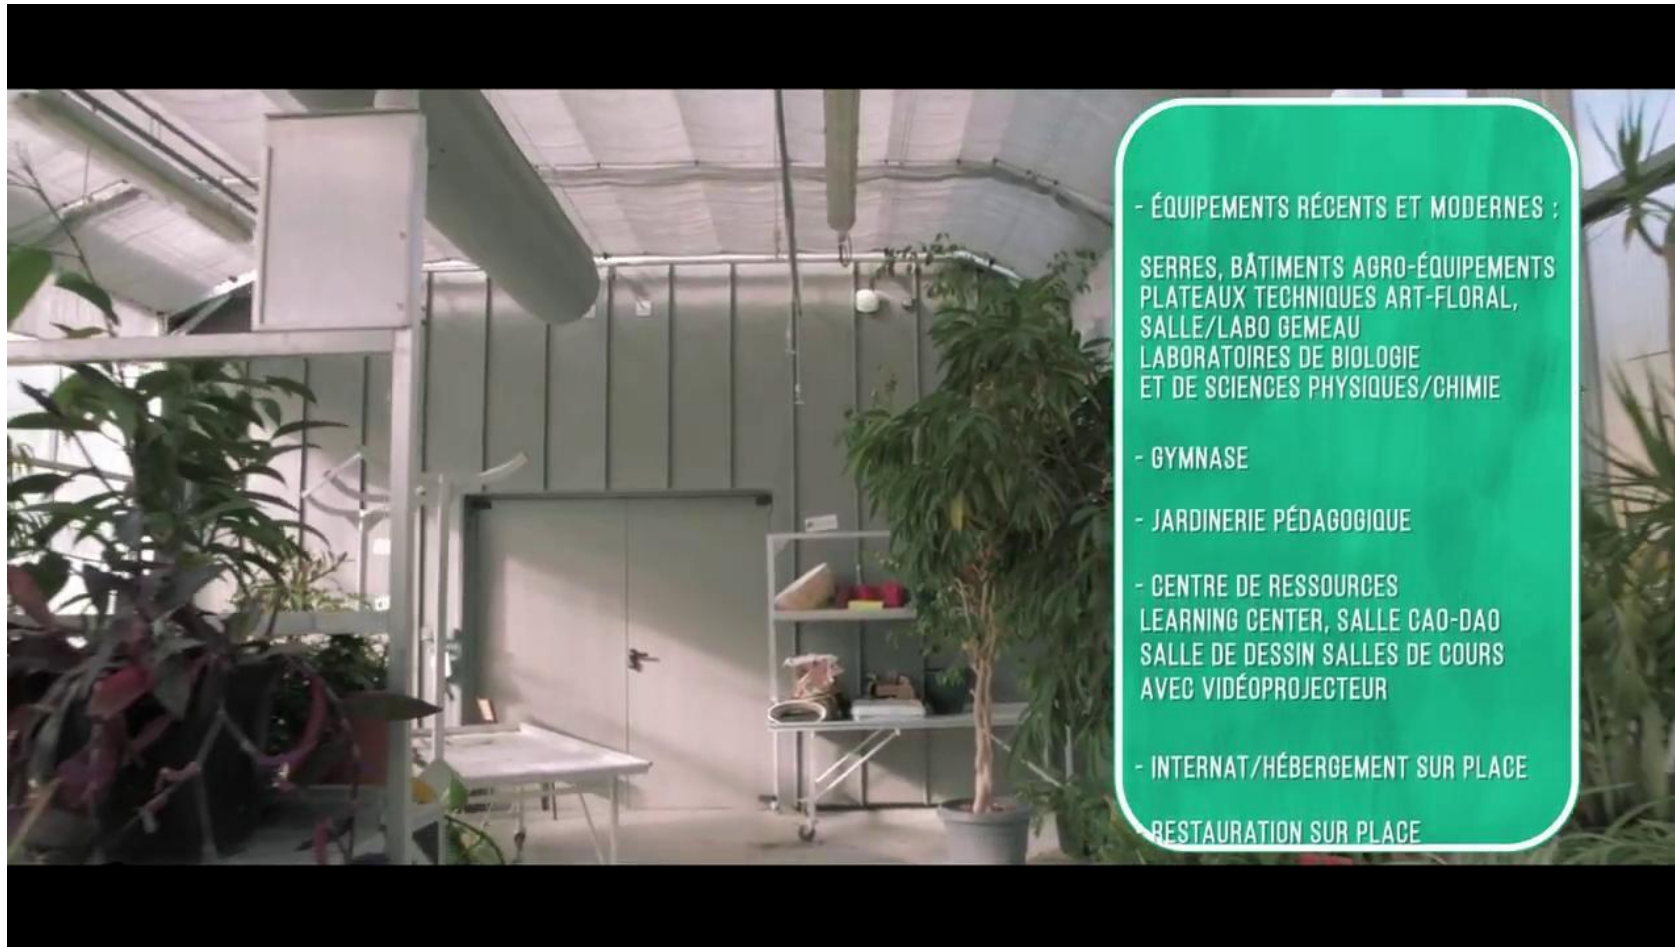 - ÉQUIPEMENTS RÉCENTS ET MODERNES :
SERRES, BÂTIMENTS AGRO-ÉQUIPEMENTS
PLATEAUX TECHNIQUES ART-FLORAL,
SALLE/LABO GEMEAU
LABORATOIRES DE BIOLOGIE
ET DE SCIENCES PHYSIQUES/CHIMIE
- GYMNASE
- JARDINERIE PÉDAGOGIQUE
- CENTRE DE RESSOURCES
LEARNING CENTER, SALLE CAO-DAO
SALLE DE DESSIN SALLES DE COURS
AVEC VIDÉOPROJECTEUR
- INTERNAT/HÉBERGEMENT SUR PLACE
- RESTAURATION SUR PLACE